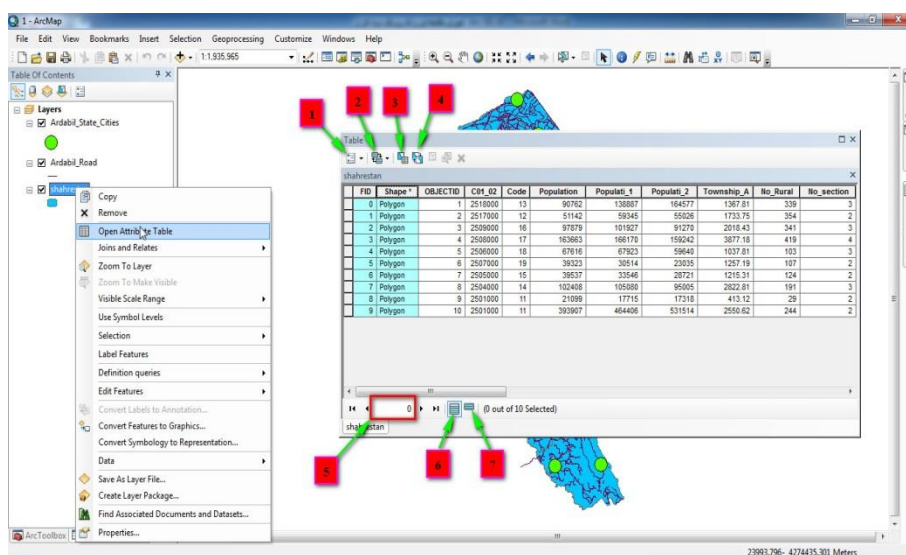 1 - ArcMap
File Edit View Bookmarks Insert Selection Geoprocessing Customize Windows Help
1:1,935,965
Table Of Contents
Layers
Ardabil_State_Cities
Ardabil_Road
Copy
Remove
Open Attribute Table
Joins and Relates
Zoom To Layer
Zoom To Make Visible
Visible Scale Range
Use Symbol Levels
Selection
Label Features
Definition queries
Edit Features
Convert Labels to Annotation...
Convert Features to Graphics...
Convert Symbology to Representation...
Data
Save As Layer File...
Create Layer Package...
Find Associated Documents and Datasets...
Properties...
ArcToolbox
1
2
3
4
Table
shahrestan
FID Shape * OBJECTID C01_02 Code Population Populati_1 Populati_2 Township_A No_Rural No_section
0 Polygon 1 2518000 13 90762 138887 164577 1367.81 339 3
1 Polygon 2 2517000 12 51142 59345 55026 1733.75 354 2
2 Polygon 3 2509000 16 97879 101927 91270 2018.43 341 3
3 Polygon 4 2508000 17 163663 166170 159242 3877.18 419 4
4 Polygon 5 2506000 18 67616 67923 59640 1037.81 103 3
5 Polygon 6 2507000 19 39323 30514 23035 1257.19 107 2
6 Polygon 7 2505000 15 39537 33546 28721 1215.31 124 2
7 Polygon 8 2504000 14 102408 105080 95005 2822.81 191 3
8 Polygon 9 2501000 11 21099 17715 17318 413.12 29 2
9 Polygon 10 2501000 11 393907 464406 531514 2550.62 244 2
0 (0 out of 10 Selected)
shahrestan
5
6
7
23993.796- 4274435.301 Meters